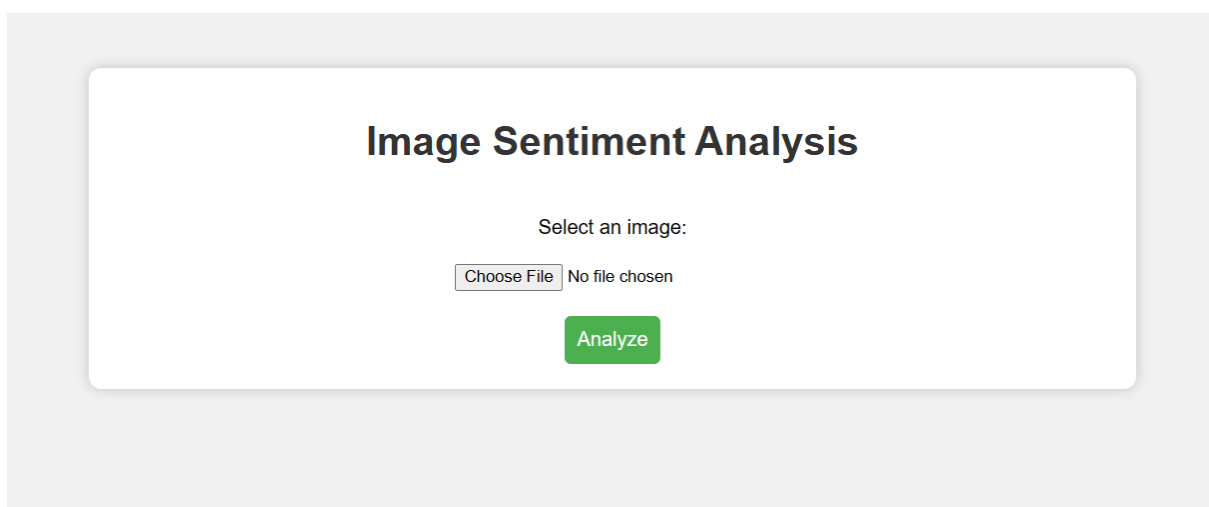 Image Sentiment Analysis
Select an image:
Choose File No file chosen
Analyze